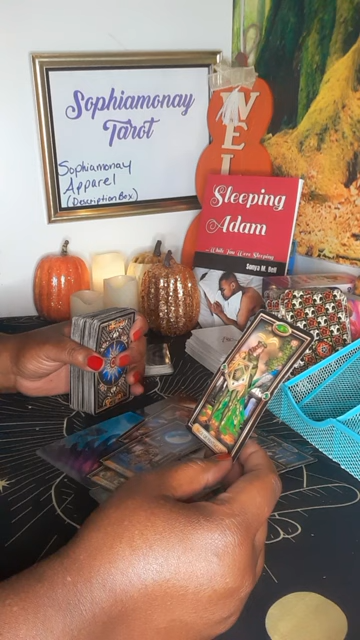 Sophiamonay
Tarot
Sophiamonay
Apparel
(Description Box)
WEL
Sleeping
Adam
While You Were Sleeping
Sonya M. Bell